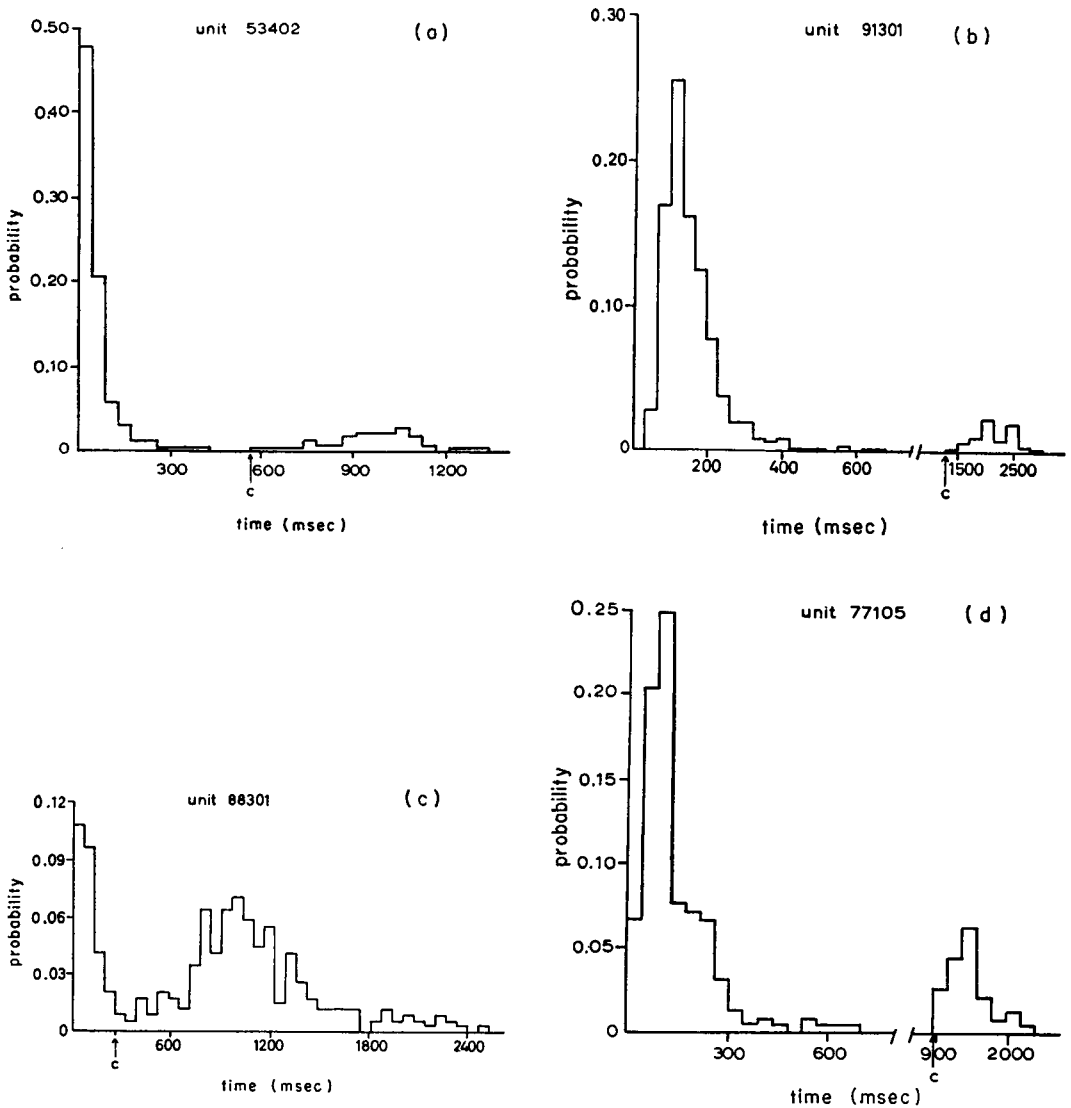 unit 53402
(a)
0.50
0.40
0.30
0.20
0.10
0
probability
300
600
900
1200
c
time (msec)
unit 91301
(b)
0.30
0.20
0.10
0
probability
200
400
600
1500
2500
c
time (msec)
unit 88301
(c)
0.12
0.09
0.06
0.03
0
probability
600
1200
1800
2400
c
time (msec)
unit 77105
(d)
0.25
0.20
0.15
0.10
0.05
0
probability
300
600
900
2000
c
time (msec)